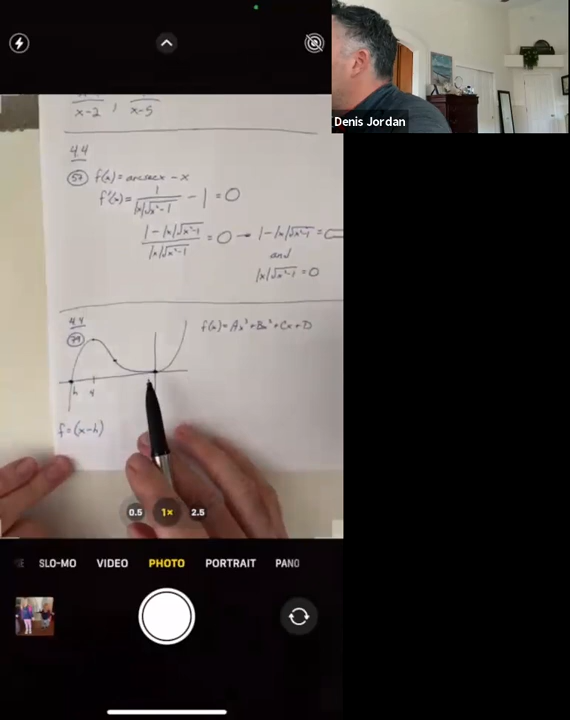 Denis Jordan
x-2 , x-5
4.4
57 f(x) = arcsecx - x
f'(x) = 1/|x|√x²-1 - 1 = 0
1-|x|√x²-1/|x|√x²-1 = 0 → 1-|x|√x²-1 = 0
and
|x|√x²-1 = 0
4.4
79 f(x) = Ax³+Bx²+Cx+D
h 4
f = (x-h)
0.5 1× 2.5
SLO-MO VIDEO PHOTO PORTRAIT PANO